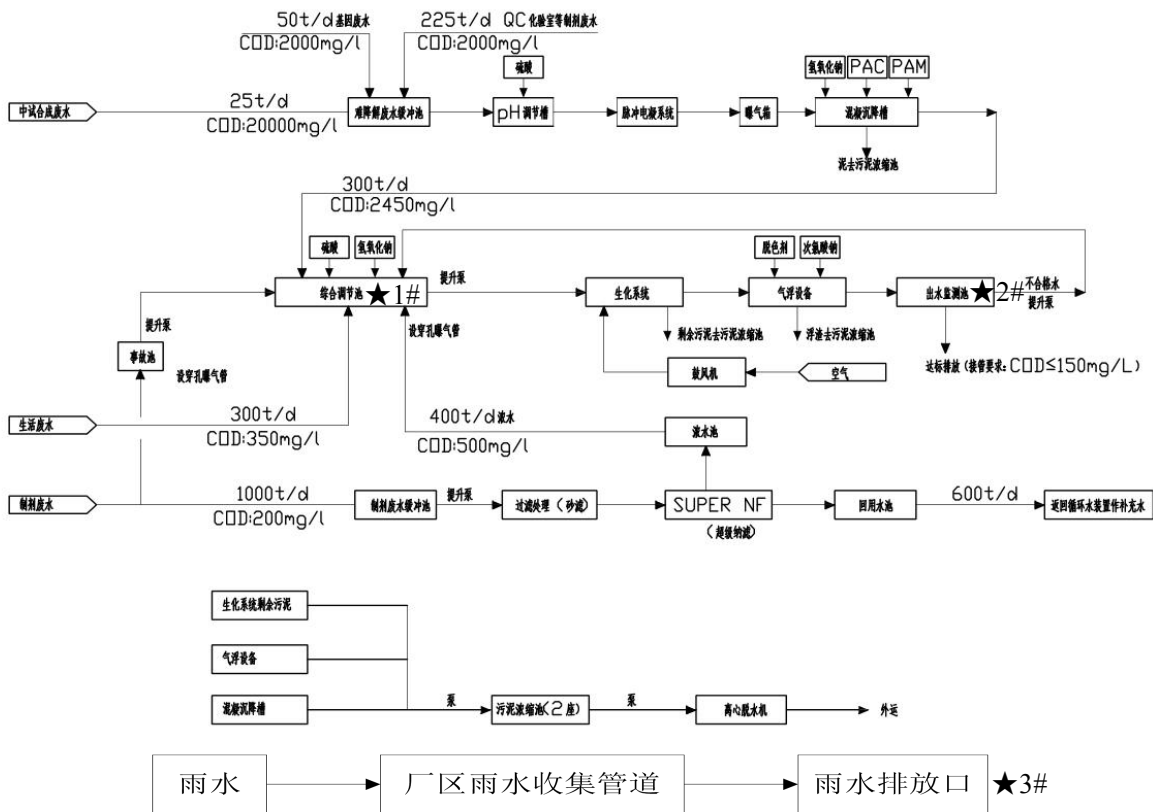 50t/d基因废水
COD:2000mg/l
225t/d QC化验室等制剂废水
COD:2000mg/l
硫酸
氢氧化钠
PAC
PAM
中试合成废水
25t/d
COD:20000mg/l
难降解废水缓冲池
pH调节槽
脉冲电凝系统
曝气箱
混凝沉降槽
泥去污泥浓缩池
300t/d
COD:2450mg/l
硫酸
氢氧化钠
脱色剂
次氯酸钠
综合调节池★1#
提升泵
生化系统
气浮设备
出水监测池★2#
不合格水
提升泵
提升泵
设穿孔曝气管
剩余污泥去污泥浓缩池
浮渣去污泥浓缩池
事故池
设穿孔曝气管
鼓风机
空气
达标排放(接管要求:COD≤150mg/L)
生活废水
300t/d
COD:350mg/l
400t/d浓水
COD:500mg/l
浓水池
制剂废水
1000t/d
COD:200mg/l
制剂废水缓冲池
提升泵
过滤处理(砂滤)
SUPER NF
(超级纳滤)
回用水池
600t/d
返回循环水装置作补充水
生化系统剩余污泥
气浮设备
混凝沉降槽
泵
污泥浓缩池(2座)
泵
离心脱水机
外运
雨水
厂区雨水收集管道
雨水排放口
★3#